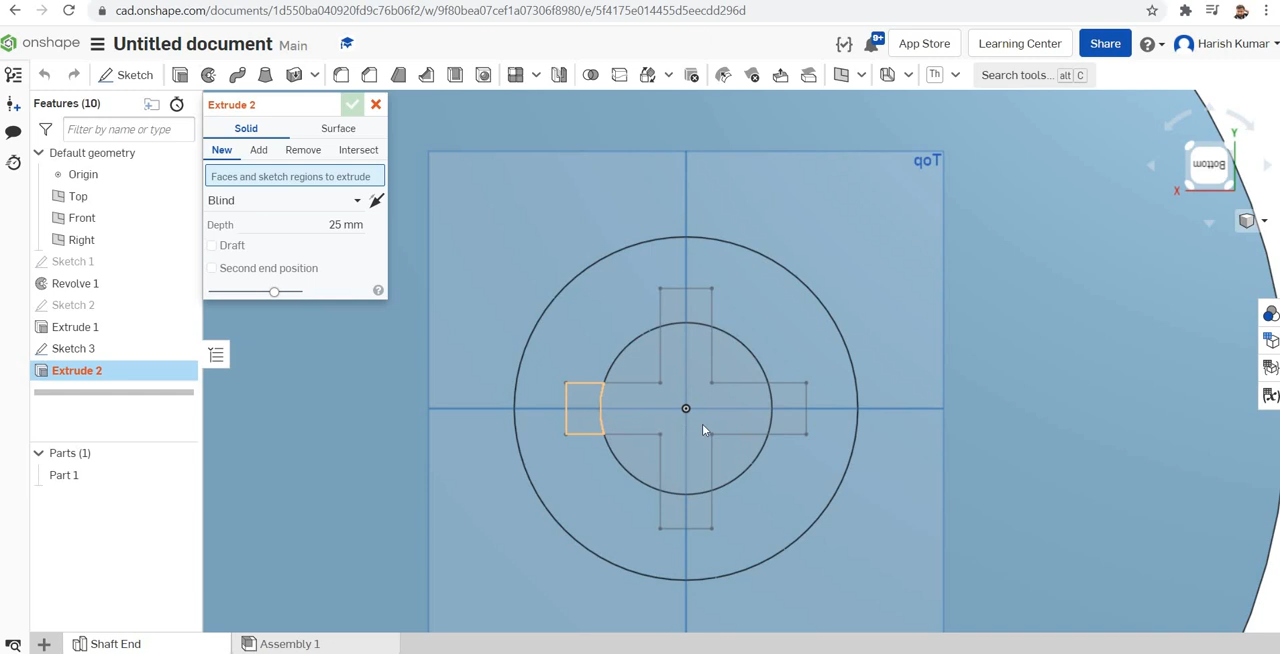 cad.onshape.com/documents/1d550ba040920fd9c76b06f2/w/9f80bea07cef1a07306f8980/e/5f4175e014455d5eecdd296d
onshape Untitled document Main 9+ App Store Learning Center Share Harish Kumar
Sketch Th Search tools... alt C
Features (10)
Filter by name or type
Default geometry
Origin
Top
Front
Right
Sketch 1
Revolve 1
Sketch 2
Extrude 1
Sketch 3
Extrude 2
Parts (1)
Part 1
Extrude 2
Solid Surface
New Add Remove Intersect
Faces and sketch regions to extrude
Blind
Depth 25 mm
Draft
Second end position
Top
Y
Bottom
X
Shaft End Assembly 1